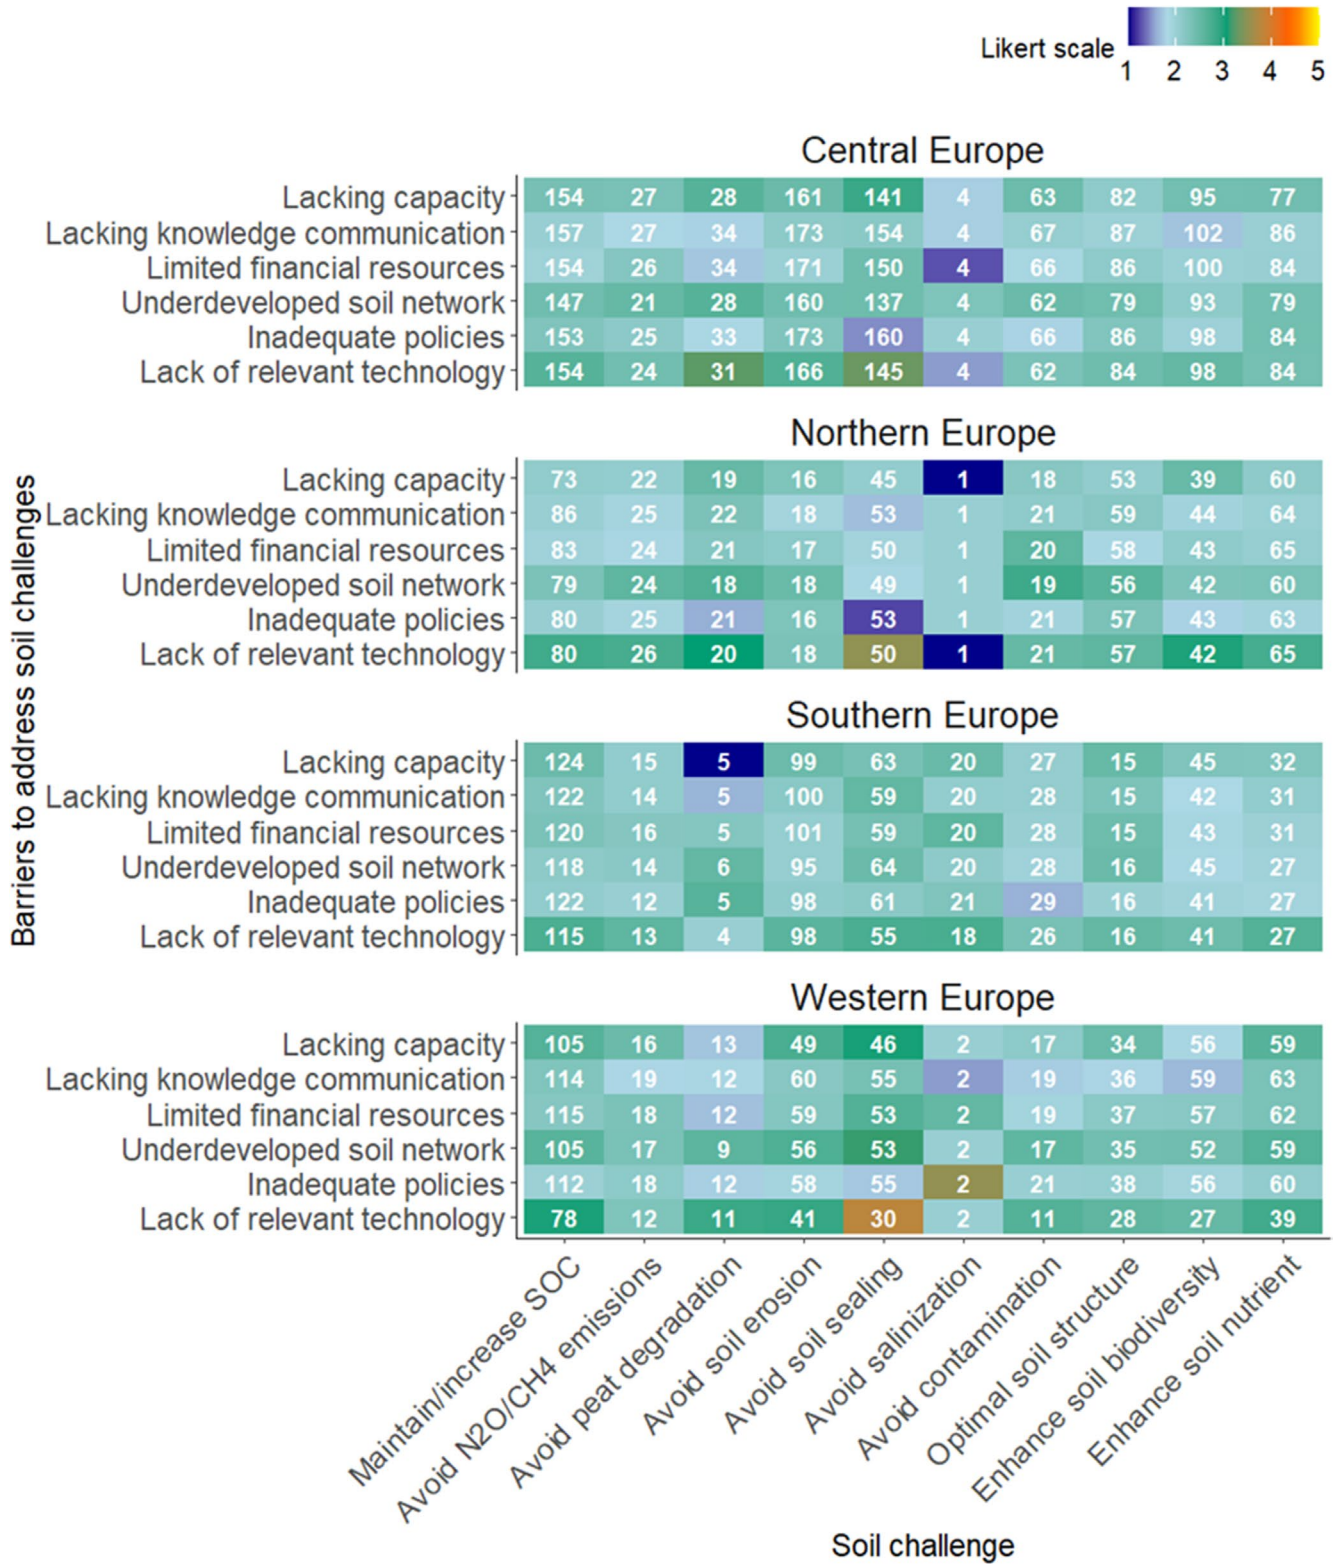 Likert scale
1 2 3 4 5
Central Europe
Lacking capacity 154 27 28 161 141 4 63 82 95 77
Lacking knowledge communication 157 27 34 173 154 4 67 87 102 86
Limited financial resources 154 26 34 171 150 4 66 86 100 84
Underdeveloped soil network 147 21 28 160 137 4 62 79 93 79
Inadequate policies 153 25 33 173 160 4 66 86 98 84
Lack of relevant technology 154 24 31 166 145 4 62 84 98 84
Northern Europe
Lacking capacity 73 22 19 16 45 1 18 53 39 60
Lacking knowledge communication 86 25 22 18 53 1 21 59 44 64
Limited financial resources 83 24 21 17 50 1 20 58 43 65
Underdeveloped soil network 79 24 18 18 49 1 19 56 42 60
Inadequate policies 80 25 21 16 53 1 21 57 43 63
Lack of relevant technology 80 26 20 18 50 1 21 57 42 65
Southern Europe
Lacking capacity 124 15 5 99 63 20 27 15 45 32
Lacking knowledge communication 122 14 5 100 59 20 28 15 42 31
Limited financial resources 120 16 5 101 59 20 28 15 43 31
Underdeveloped soil network 118 14 6 95 64 20 28 16 45 27
Inadequate policies 122 12 5 98 61 21 29 16 41 27
Lack of relevant technology 115 13 4 98 55 18 26 16 41 27
Western Europe
Lacking capacity 105 16 13 49 46 2 17 34 56 59
Lacking knowledge communication 114 19 12 60 55 2 19 36 59 63
Limited financial resources 115 18 12 59 53 2 19 37 57 62
Underdeveloped soil network 105 17 9 56 53 2 17 35 52 59
Inadequate policies 112 18 12 58 55 2 21 38 56 60
Lack of relevant technology 78 12 11 41 30 2 11 28 27 39
Barriers to address soil challenges
Maintain/increase SOC
Avoid N2O/CH4 emissions
Avoid peat degradation
Avoid soil erosion
Avoid soil sealing
Avoid salinization
Avoid contamination
Optimal soil structure
Enhance soil biodiversity
Enhance soil nutrient
Soil challenge